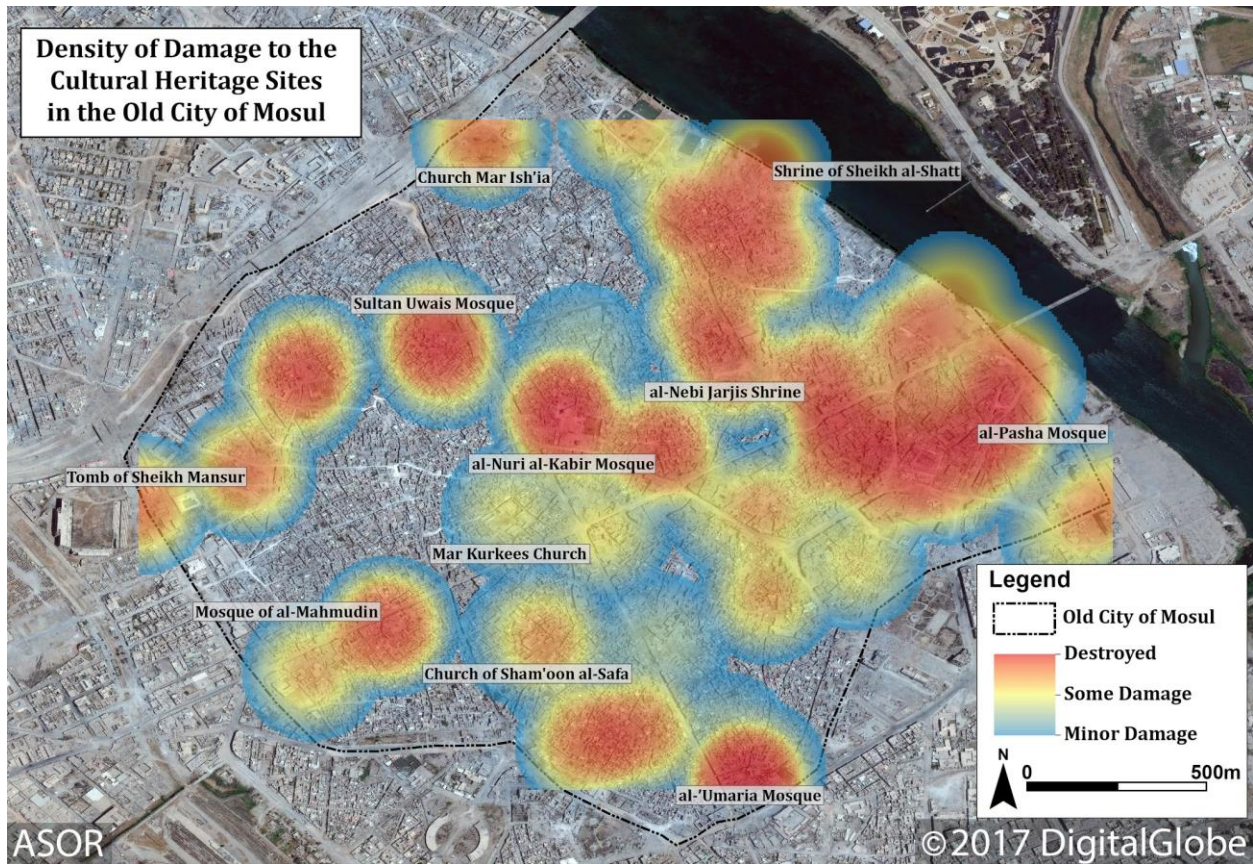 Density of Damage to the
Cultural Heritage Sites
in the Old City of Mosul
Church Mar Ish'ia
Shrine of Sheikh al-Shatt
Sultan Uwais Mosque
al-Nebi Jarjis Shrine
al-Pasha Mosque
al-Nuri al-Kabir Mosque
Tomb of Sheikh Mansur
Mar Kurkees Church
Mosque of al-Mahmudin
Church of Sham'oon al-Safa
al-'Umaria Mosque
Legend
Old City of Mosul
Destroyed
Some Damage
Minor Damage
N
0 500m
ASOR
© 2017 DigitalGlobe